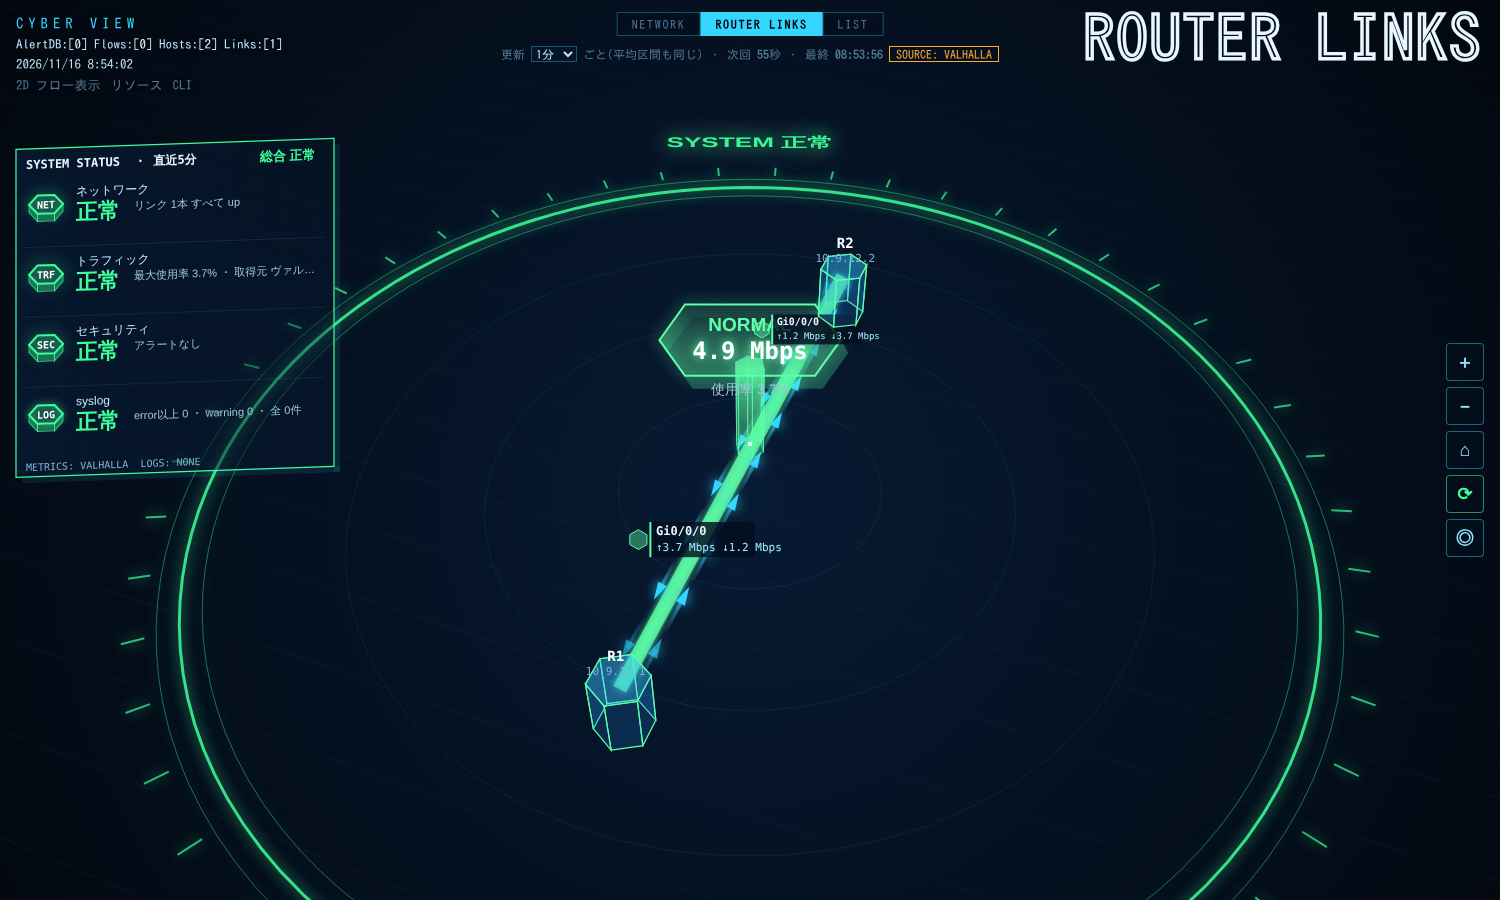 CYBER VIEW
AlertDB:[0] Flows:[0] Hosts:[2] Links:[1]
2026/11/16 8:54:02
2D フロー表示 リソース CLI
NETWORK
ROUTER LINKS
LIST
更新 1分 ごと(平均区間も同じ) · 次回 55秒 · 最終 08:53:56 SOURCE: VALHALLA
ROUTER LINKS
SYSTEM 正常
SYSTEM STATUS · 直近5分
総合 正常
NET
ネットワーク
正常
リンク 1本 すべて up
TRF
トラフィック
正常
最大使用率 3.7% · 取得元 ヴァル…
SEC
セキュリティ
正常
アラートなし
LOG
syslog
正常
error以上 0 · warning 0 · 全 0件
METRICS: VALHALLA LOGS: NONE
R2
Gi0/0/0
↑1.2 Mbps ↓3.7 Mbps
4.9 Mbps
使用率
Gi0/0/0
↑3.7 Mbps ↓1.2 Mbps
R1